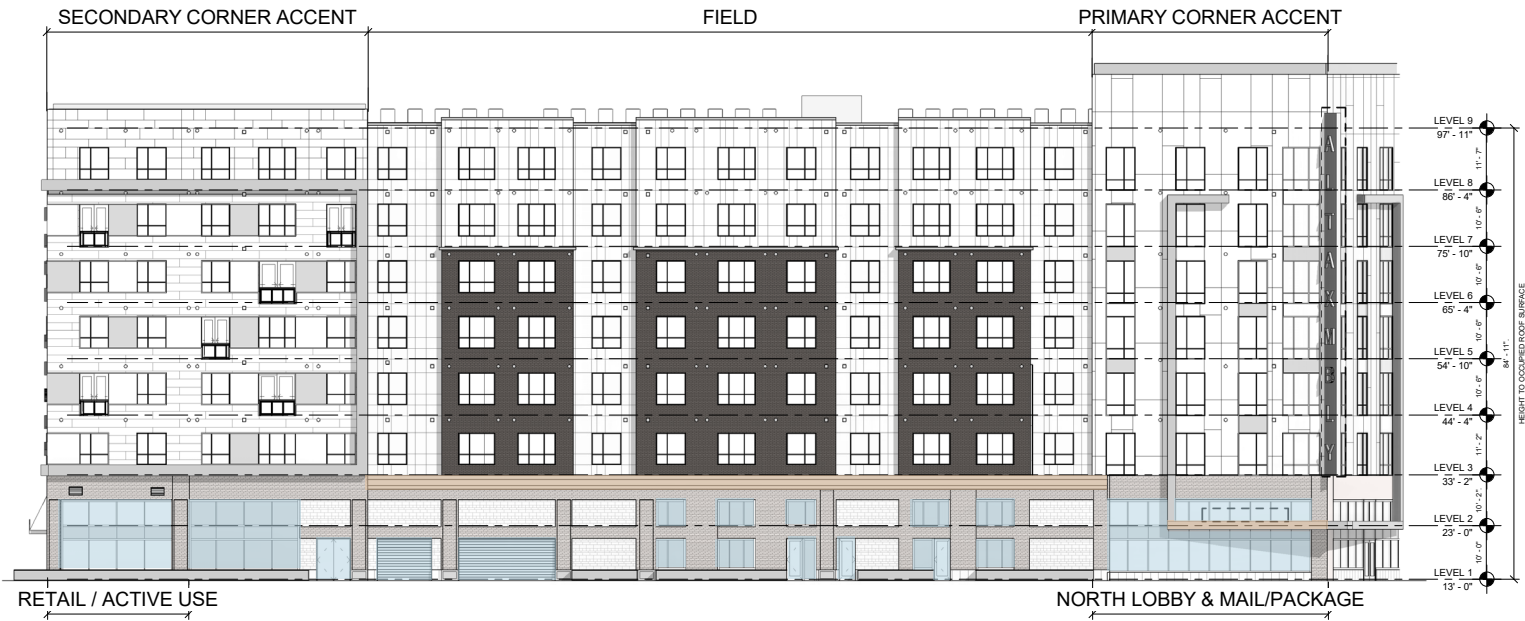 SECONDARY CORNER ACCENT
FIELD
PRIMARY CORNER ACCENT
ALTAXMBLY
LEVEL 9
97' - 11"
11' - 7"
LEVEL 8
86' - 4"
10' - 6"
LEVEL 7
75' - 10"
10' - 6"
LEVEL 6
65' - 4"
10' - 6"
LEVEL 5
54' - 10"
10' - 6"
LEVEL 4
44' - 4"
11' - 2"
LEVEL 3
33' - 2"
10' - 2"
LEVEL 2
23' - 0"
10' - 0"
LEVEL 1
13' - 0"
84' - 11"
HEIGHT TO OCCUPIED ROOF SURFACE
RETAIL / ACTIVE USE
NORTH LOBBY & MAIL/PACKAGE